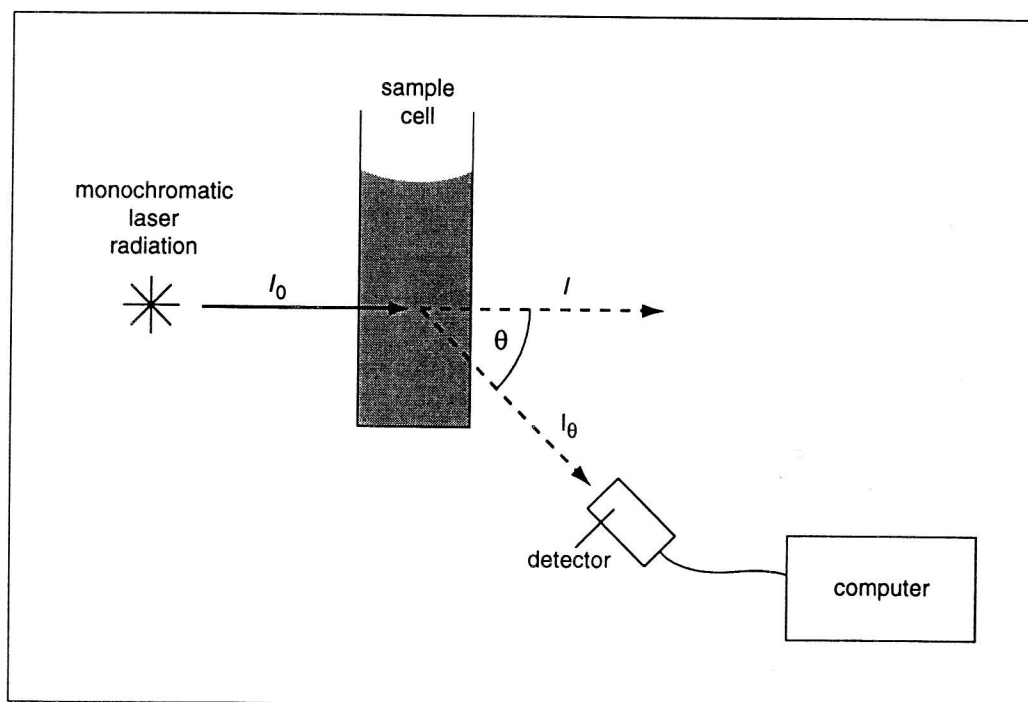 sample
cell
monochromatic
laser
radiation
I₀
I
θ
Iθ
detector
computer